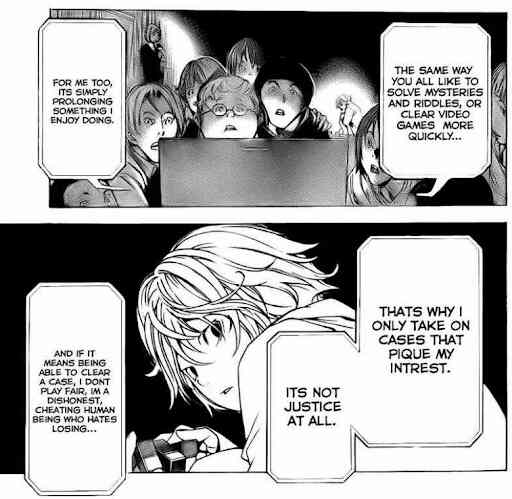 THE SAME WAY
YOU ALL LIKE TO
SOLVE MYSTERIES
AND RIDDLES, OR
CLEAR VIDEO
GAMES MORE
QUICKLY...
FOR ME TOO,
ITS SIMPLY
PROLONGING
SOMETHING I
ENJOY DOING.
THATS WHY I
ONLY TAKE ON
CASES THAT
PIQUE MY
INTREST.
ITS NOT
JUSTICE
AT ALL.
AND IF IT
MEANS BEING
ABLE TO CLEAR
A CASE, I DONT
PLAY FAIR, IM A
DISHONEST,
CHEATING HUMAN
BEING WHO HATES
LOSING...